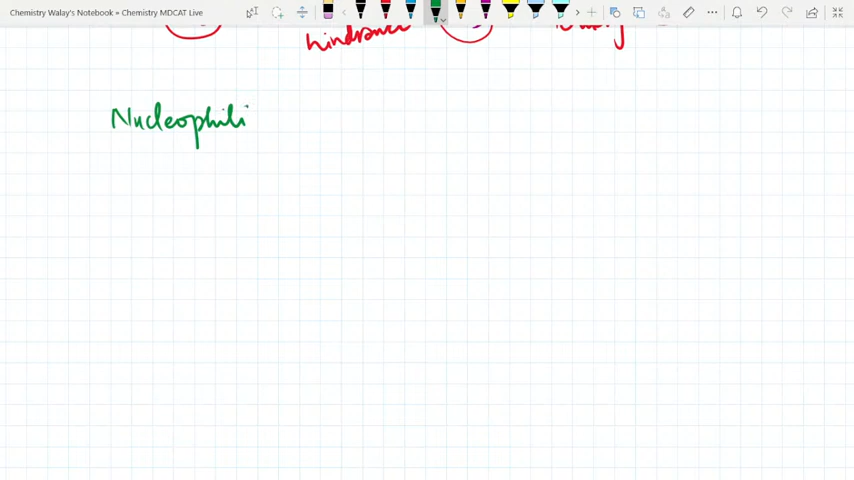 Chemistry Walay's Notebook » Chemistry MDCAT Live
hindrance
Nucleophili